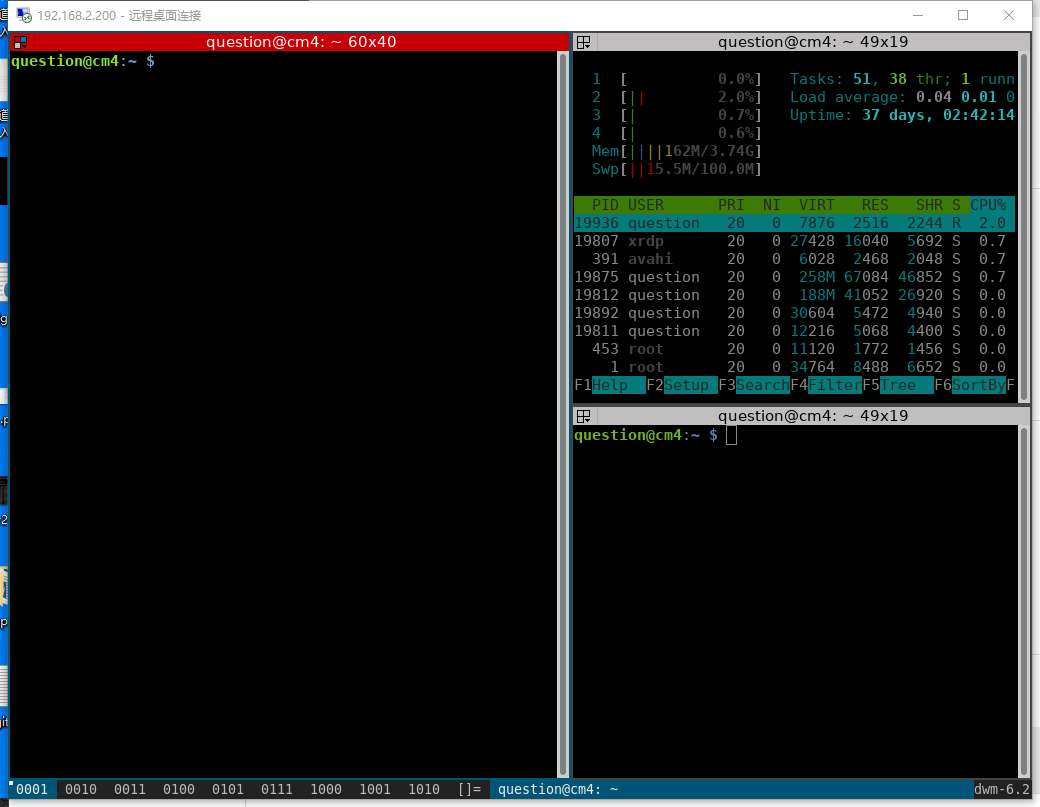 192.168.2.200 - 远程桌面连接
question@cm4: ~ 60x40
question@cm4:~ $
question@cm4: ~ 49x19
1 [ 0.0%] Tasks: 51, 38 thr; 1 runn
2 [|| 2.0%] Load average: 0.04 0.01 0
3 [| 0.7%] Uptime: 37 days, 02:42:14
4 [| 0.6%]
Mem[||||162M/3.74G]
Swp[||15.5M/100.0M]
PID USER PRI NI VIRT RES SHR S CPU%
19936 question 20 0 7876 2516 2244 R 2.0
19807 xrdp 20 0 27428 16040 5692 S 0.7
391 avahi 20 0 6028 2468 2048 S 0.7
19875 question 20 0 258M 67084 46852 S 0.7
19812 question 20 0 188M 41052 26920 S 0.0
19892 question 20 0 30604 5472 4940 S 0.0
19811 question 20 0 12216 5068 4400 S 0.0
453 root 20 0 11120 1772 1456 S 0.0
1 root 20 0 34764 8488 6652 S 0.0
F1Help F2Setup F3SearchF4FilterF5Tree F6SortByF
question@cm4: ~ 49x19
question@cm4:~ $
0001 0010 0011 0100 0101 0111 1000 1001 1010 []= question@cm4: ~ dwm-6.2